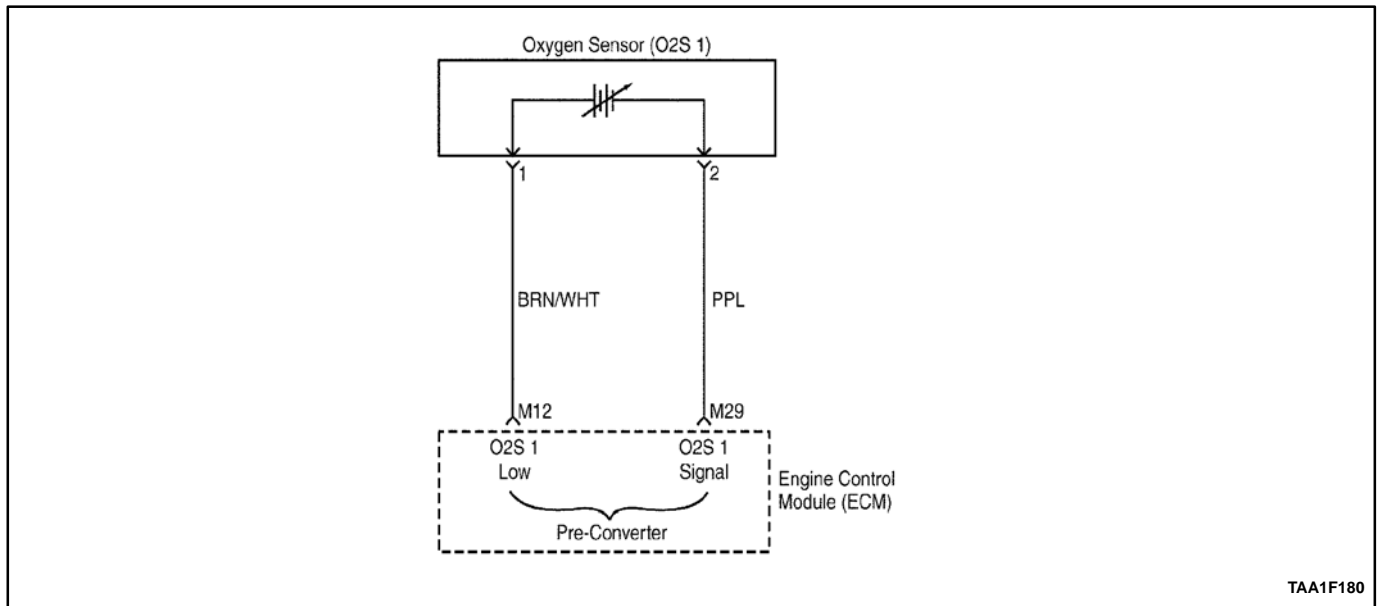 Oxygen Sensor (O2S 1)
1
2
BRN/WHT
PPL
M12
M29
O2S 1
Low
O2S 1
Signal
Engine Control
Module (ECM)
Pre-Converter
TAA1F180